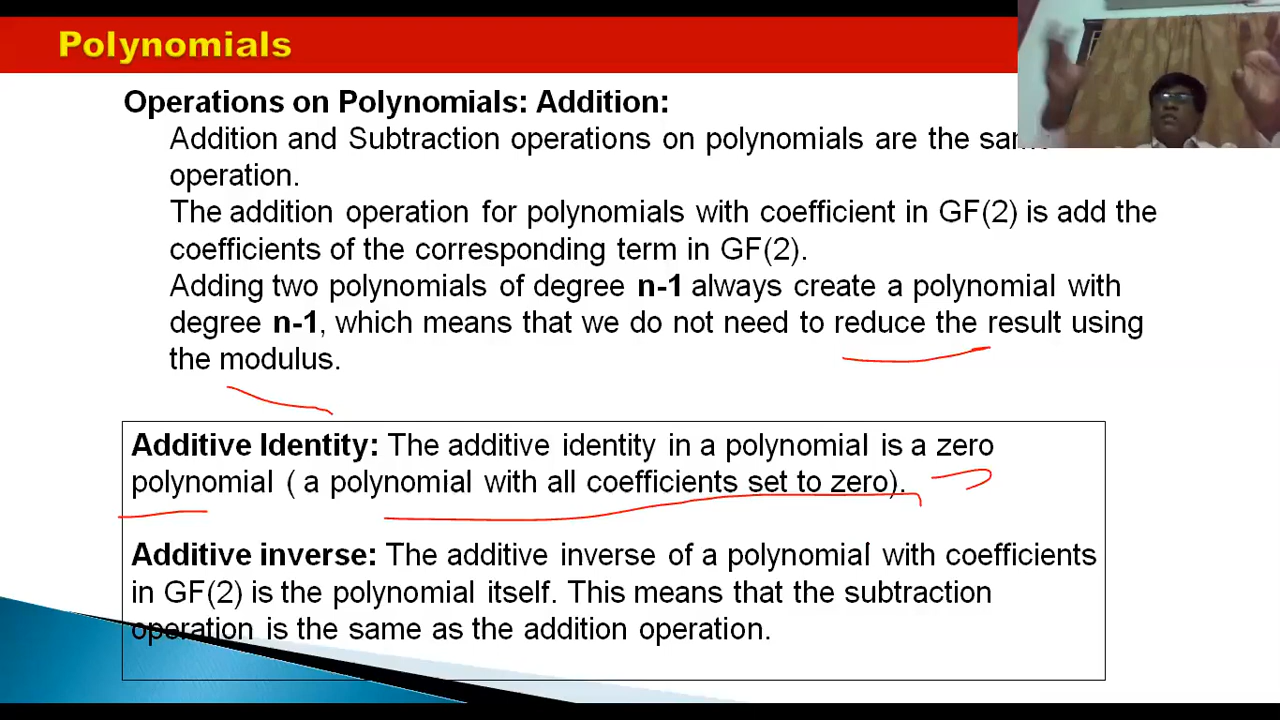 Polynomials
Operations on Polynomials: Addition:
Addition and Subtraction operations on polynomials are the same
operation.
The addition operation for polynomials with coefficient in GF(2) is add the
coefficients of the corresponding term in GF(2).
Adding two polynomials of degree n-1 always create a polynomial with
degree n-1, which means that we do not need to reduce the result using
the modulus.
Additive Identity: The additive identity in a polynomial is a zero
polynomial ( a polynomial with all coefficients set to zero).
Additive inverse: The additive inverse of a polynomial with coefficients
in GF(2) is the polynomial itself. This means that the subtraction
operation is the same as the addition operation.